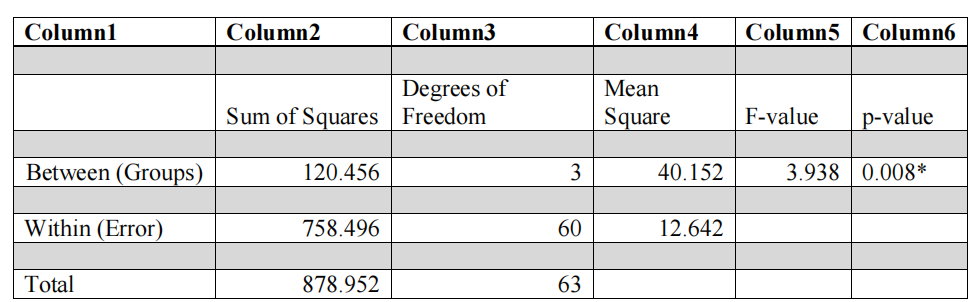 Column1 Column2 Column3 Column4 Column5 Column6
Degrees of Mean
Sum of Squares Freedom Square F-value p-value
Between (Groups) 120.456 3 40.152 3.938 0.008*
Within (Error) 758.496 60 12.642
Total 878.952 63